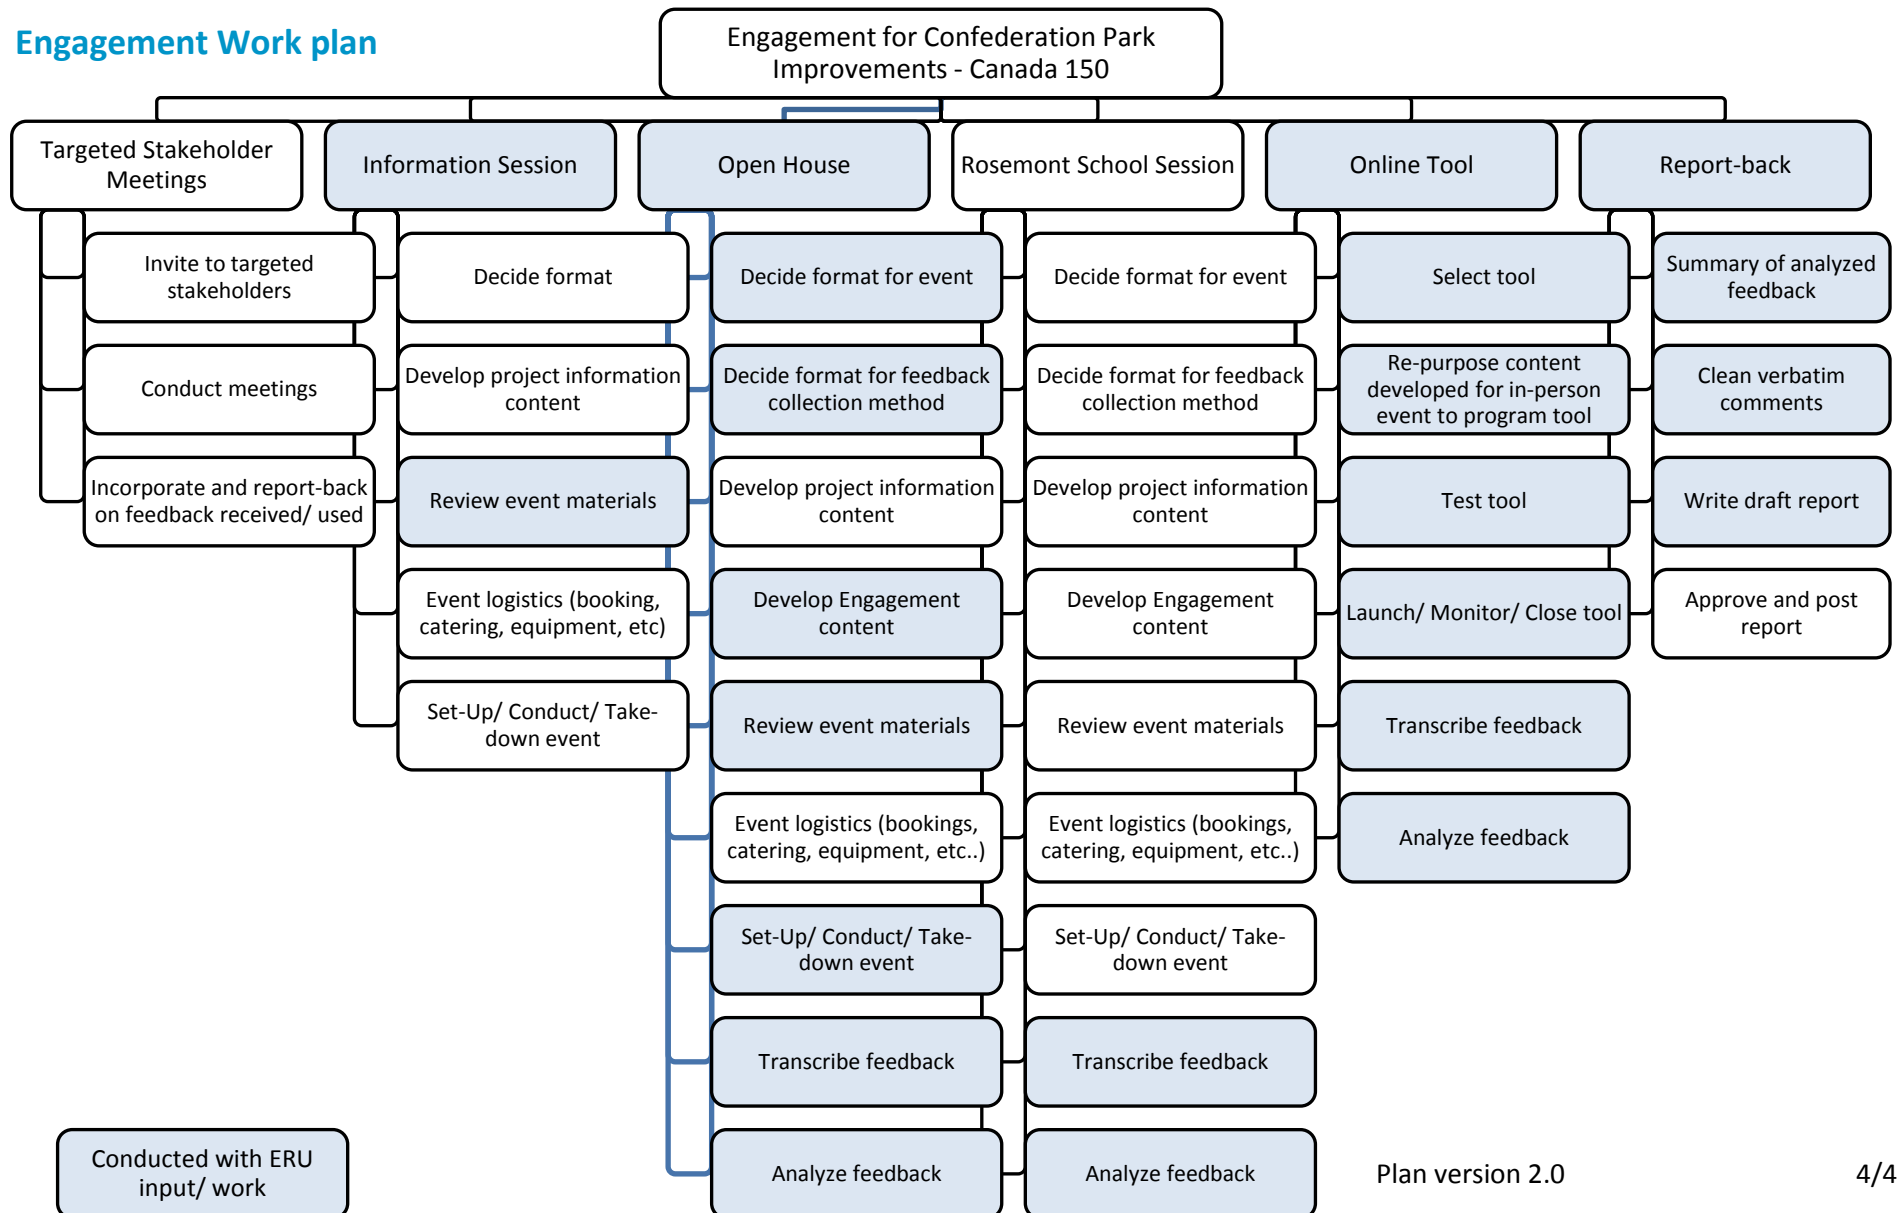 Engagement Work plan
Engagement for Confederation Park
Improvements - Canada 150
Targeted Stakeholder
Meetings
Invite to targeted
stakeholders
Conduct meetings
Incorporate and report-back
on feedback received/ used
Information Session
Decide format
Develop project information
content
Review event materials
Event logistics (booking,
catering, equipment, etc)
Set-Up/ Conduct/ Take-
down event
Open House
Decide format for event
Decide format for feedback
collection method
Develop project information
content
Develop Engagement
content
Review event materials
Event logistics (bookings,
catering, equipment, etc..)
Set-Up/ Conduct/ Take-
down event
Transcribe feedback
Analyze feedback
Rosemont School Session
Decide format for event
Decide format for feedback
collection method
Develop project information
content
Develop Engagement
content
Review event materials
Event logistics (bookings,
catering, equipment, etc..)
Set-Up/ Conduct/ Take-
down event
Transcribe feedback
Analyze feedback
Online Tool
Select tool
Re-purpose content
developed for in-person
event to program tool
Test tool
Launch/ Monitor/ Close tool
Transcribe feedback
Analyze feedback
Report-back
Summary of analyzed
feedback
Clean verbatim
comments
Write draft report
Approve and post
report
Conducted with ERU
input/ work
Plan version 2.0
4/4